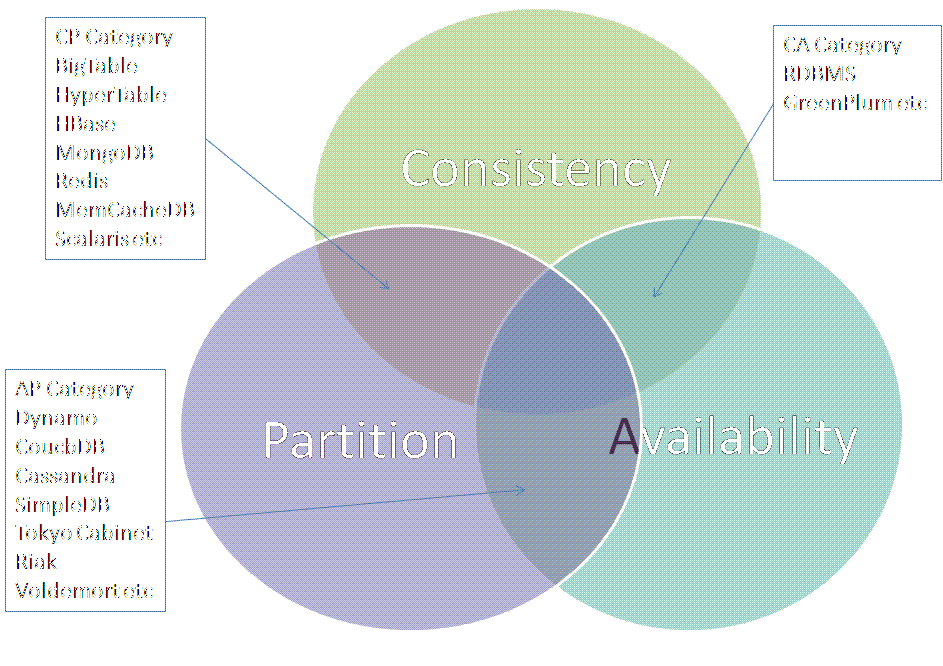 CP Category
BigTable
HyperTable
HBase
MongoDB
Redis
MemCacheDB
Scalaris etc
CA Category
RDBMS
GreenPlum etc
Consistency
AP Category
Dynamo
CoucbDB
Cassandra
SimpleDB
Tokyo Cabinet
Riak
Voldemort etc
Partition
Availability